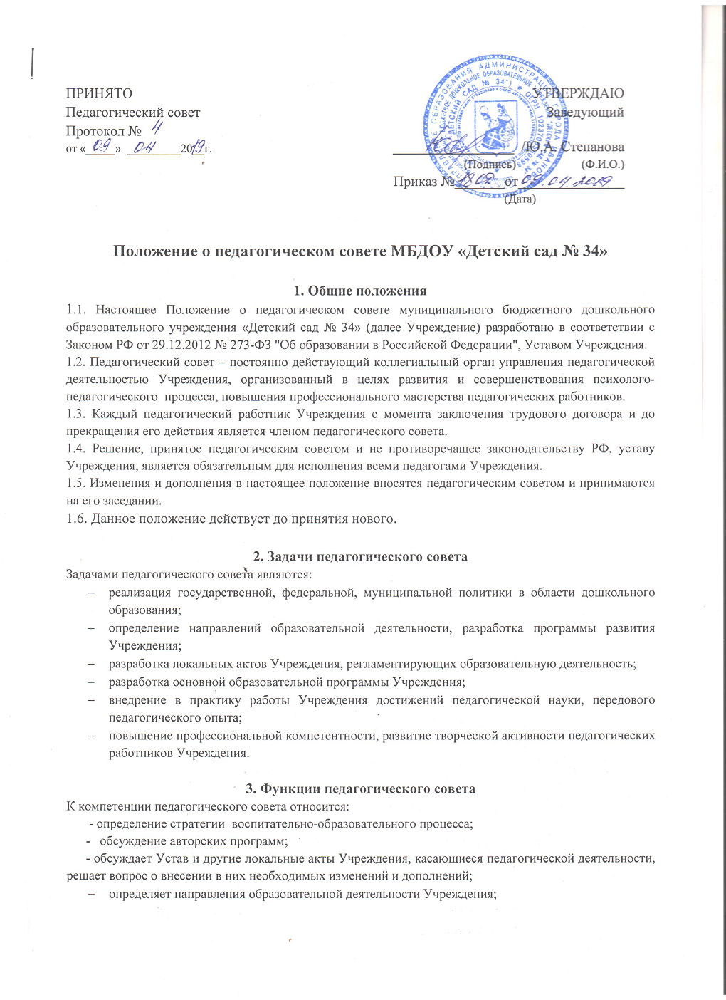 ПРИНЯТО
Педагогический совет
Протокол № 4
от «09» 04 2019г.
УТВЕРЖДАЮ
Заведующий
/Ю.А. Степанова
(Подпись) (Ф.И.О.)
Приказ № 1802 от 09.04.2019
(Дата)
Положение о педагогическом совете МБДОУ «Детский сад № 34»
1. Общие положения
1.1. Настоящее Положение о педагогическом совете муниципального бюджетного дошкольного
образовательного учреждения «Детский сад № 34» (далее Учреждение) разработано в соответствии с
Законом РФ от 29.12.2012 № 273-ФЗ "Об образовании в Российской Федерации", Уставом Учреждения.
1.2. Педагогический совет – постоянно действующий коллегиальный орган управления педагогической
деятельностью Учреждения, организованный в целях развития и совершенствования психолого-
педагогического процесса, повышения профессионального мастерства педагогических работников.
1.3. Каждый педагогический работник Учреждения с момента заключения трудового договора и до
прекращения его действия является членом педагогического совета.
1.4. Решение, принятое педагогическим советом и не противоречащее законодательству РФ, уставу
Учреждения, является обязательным для исполнения всеми педагогами Учреждения.
1.5. Изменения и дополнения в настоящее положение вносятся педагогическим советом и принимаются
на его заседании.
1.6. Данное положение действует до принятия нового.
2. Задачи педагогического совета
Задачами педагогического совета являются:
– реализация государственной, федеральной, муниципальной политики в области дошкольного
образования;
– определение направлений образовательной деятельности, разработка программы развития
Учреждения;
– разработка локальных актов Учреждения, регламентирующих образовательную деятельность;
– разработка основной образовательной программы Учреждения;
– внедрение в практику работы Учреждения достижений педагогической науки, передового
педагогического опыта;
– повышение профессиональной компетентности, развитие творческой активности педагогических
работников Учреждения.
3. Функции педагогического совета
К компетенции педагогического совета относится:
- определение стратегии воспитательно-образовательного процесса;
- обсуждение авторских программ;
- обсуждает Устав и другие локальные акты Учреждения, касающиеся педагогической деятельности,
решает вопрос о внесении в них необходимых изменений и дополнений;
– определяет направления образовательной деятельности Учреждения;